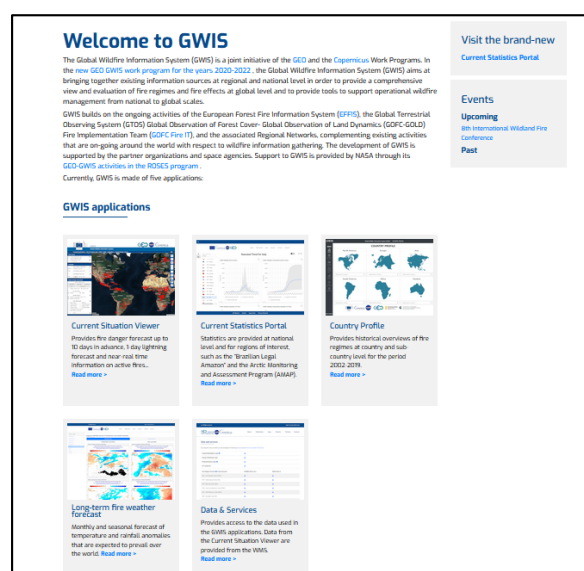 Welcome to GWIS
The Global Wildfire Information System (GWIS) is a joint initiative of the GEO and the Copernicus Work Programs. In
the new GEO GWIS work program for the years 2020-2022 , the Global Wildfire Information System (GWIS) aims at
bringing together existing information sources at regional and national level in order to provide a comprehensive
view and evaluation of fire regimes and fire effects at global level and to provide tools to support operational wildfire
management from national to global scales.
GWIS builds on the ongoing activities of the European Forest Fire Information System (EFFIS), the Global Terrestrial
Observing System (GTOS) Global Observation of Forest Cover- Global Observation of Land Dynamics (GOFC-GOLD)
Fire Implementation Team (GOFC Fire IT), and the associated Regional Networks, complementing existing activities
that are on-going around the world with respect to wildfire information gathering. The development of GWIS is
supported by the partner organizations and space agencies. Support to GWIS is provided by NASA through its
GEO-GWIS activities in the ROSES program .
Currently, GWIS is made of five applications:
Visit the brand-new
Current Statistics Portal
Events
Upcoming
8th International Wildland Fire
Conference
Past
GWIS applications
Current Situation Viewer
Provides fire danger forecast up to
10 days in advance, 1-day lightning
forecast and near-real time
information on active fires...
Read more >
Current Statistics Portal
Statistics are provided at national
level and for regions of interest,
such as the "Brazilian Legal
Amazon" and the Arctic Monitoring
and Assessment Program (AMAP).
Read more >
Country Profile
Provides historical overviews of fire
regimes at country and sub-
country level for the period
2002-2019.
Read more >
Long-term fire weather
forecast
Monthly and seasonal forecast of
temperature and rainfall anomalies
that are expected to prevail over
the world. Read more >
Data & Services
Provides access to the data used in
the GWIS applications. Data from
the Current Situation Viewer are
provided from the WMS.
Read more >